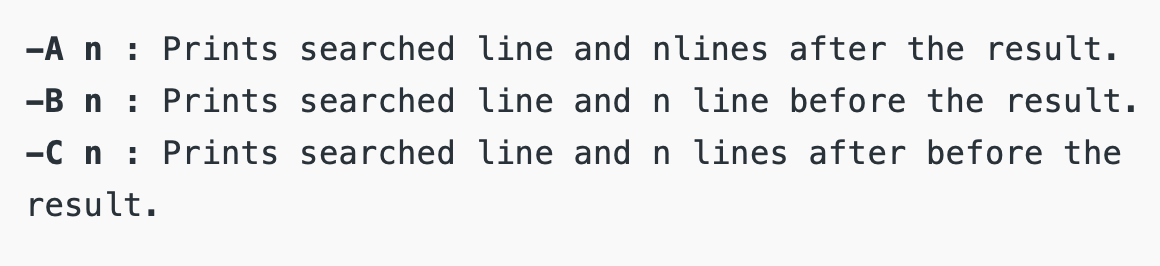 -A n : Prints searched line and nlines after the result.
-B n : Prints searched line and n line before the result.
-C n : Prints searched line and n lines after before the
result.